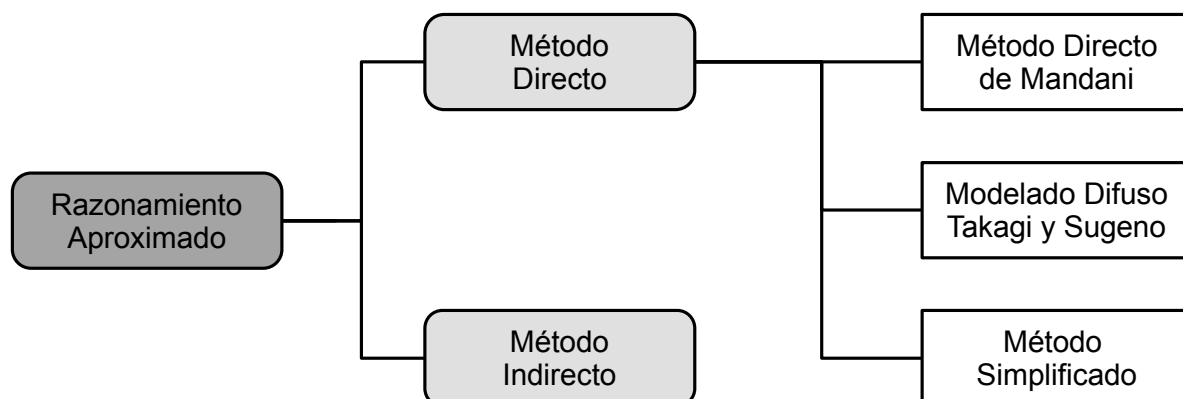 Razonamiento
Aproximado
Método
Directo
Método
Indirecto
Método Directo
de Mandani
Modelado Difuso
Takagi y Sugeno
Método
Simplificado